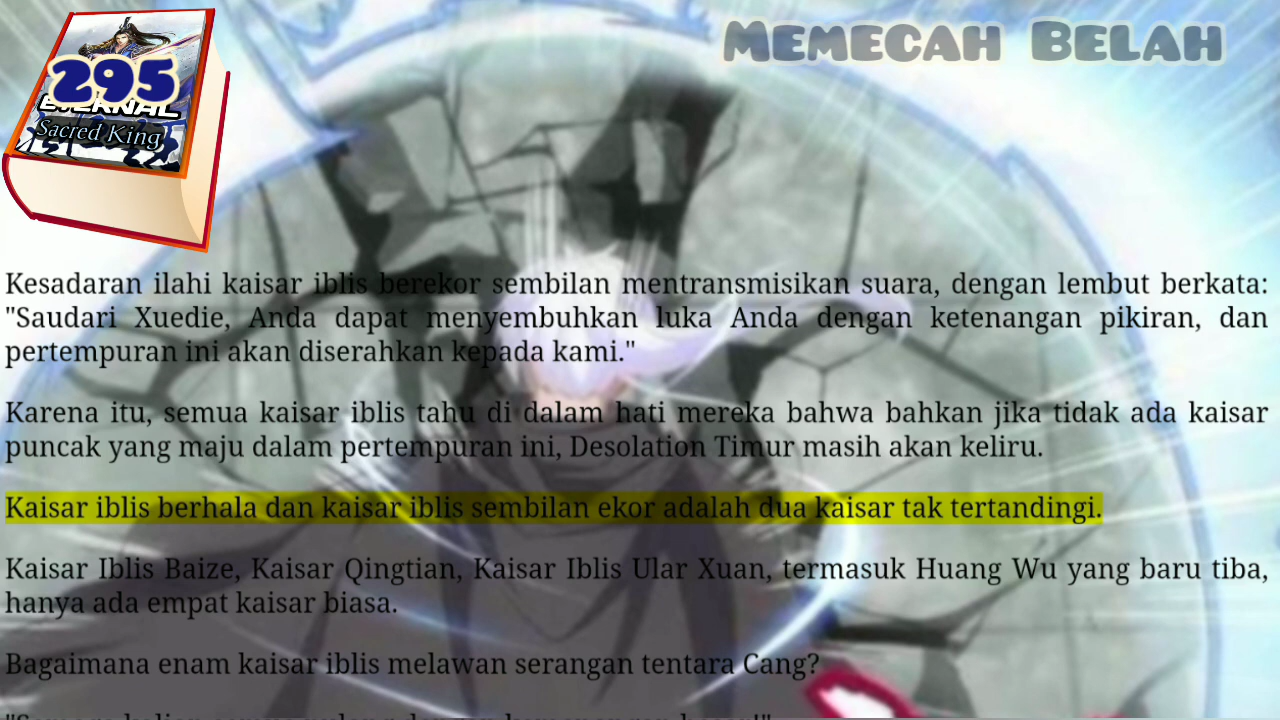 Memecah Belah
295
ETERNAL
Sacred King
Kesadaran ilahi kaisar iblis berekor sembilan mentransmisikan suara, dengan lembut berkata:
"Saudari Xuedie, Anda dapat menyembuhkan luka Anda dengan ketenangan pikiran, dan
pertempuran ini akan diserahkan kepada kami."
Karena itu, semua kaisar iblis tahu di dalam hati mereka bahwa bahkan jika tidak ada kaisar
puncak yang maju dalam pertempuran ini, Desolation Timur masih akan keliru.
Kaisar iblis berhala dan kaisar iblis sembilan ekor adalah dua kaisar tak tertandingi.
Kaisar Iblis Baize, Kaisar Qingtian, Kaisar Iblis Ular Xuan, termasuk Huang Wu yang baru tiba,
hanya ada empat kaisar biasa.
Bagaimana enam kaisar iblis melawan serangan tentara Cang?